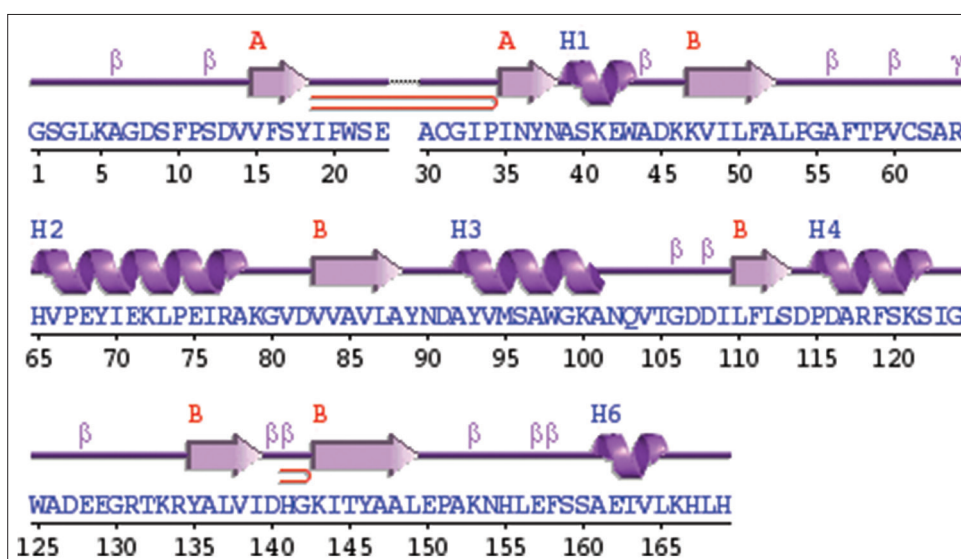 A A H1 B
β β β β β γ
GSGLKAGDSFPSDVVFSYIPWSE ACGIPINYNASKEWADKKVILFALPGAFTPVCSAR
1 5 10 15 20 30 35 40 45 50 55 60
H2 B H3 B H4
β β
HVPEYIEKLPEIRAKGVDVVAVLAYNDAYVMSAWGKANQVTGDDILFLSDPDARFSKSIG
65 70 75 80 85 90 95 100 105 110 115 120
B B H6
β ββ β ββ
WADEEGRTKRYALVIDHGKITYAALEPAKNHLEFSSAETVLKHLH
125 130 135 140 145 150 155 160 165